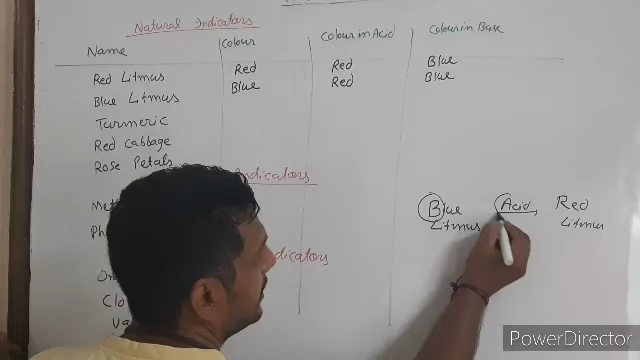 Natural Indicators
Name Colour Colour in Acid Colour in Base
Red Litmus Red Red Blue
Blue Litmus Blue Red Blue
Turmeric
Red Cabbage
Rose Petals
Indicators
Blue Acid, Red
Litmus Litmus
PowerDirector